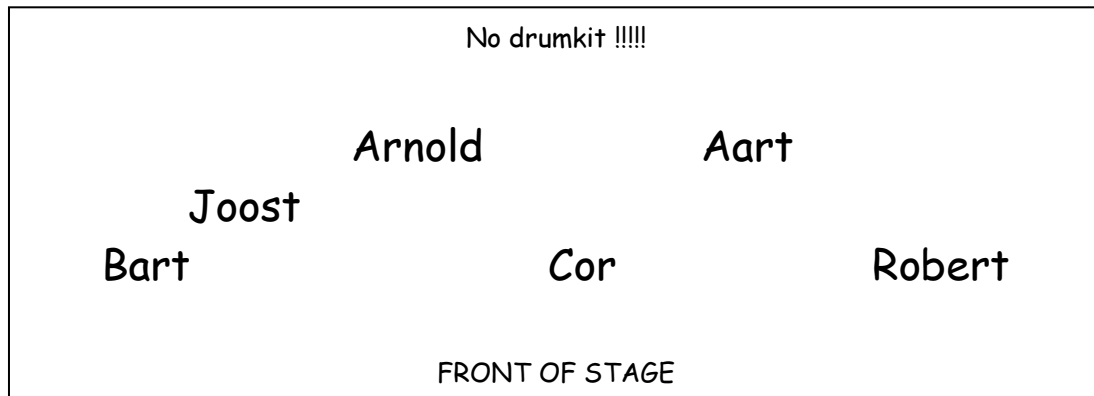 No drumkit !!!!!
Arnold Aart
Joost
Bart Cor Robert
FRONT OF STAGE